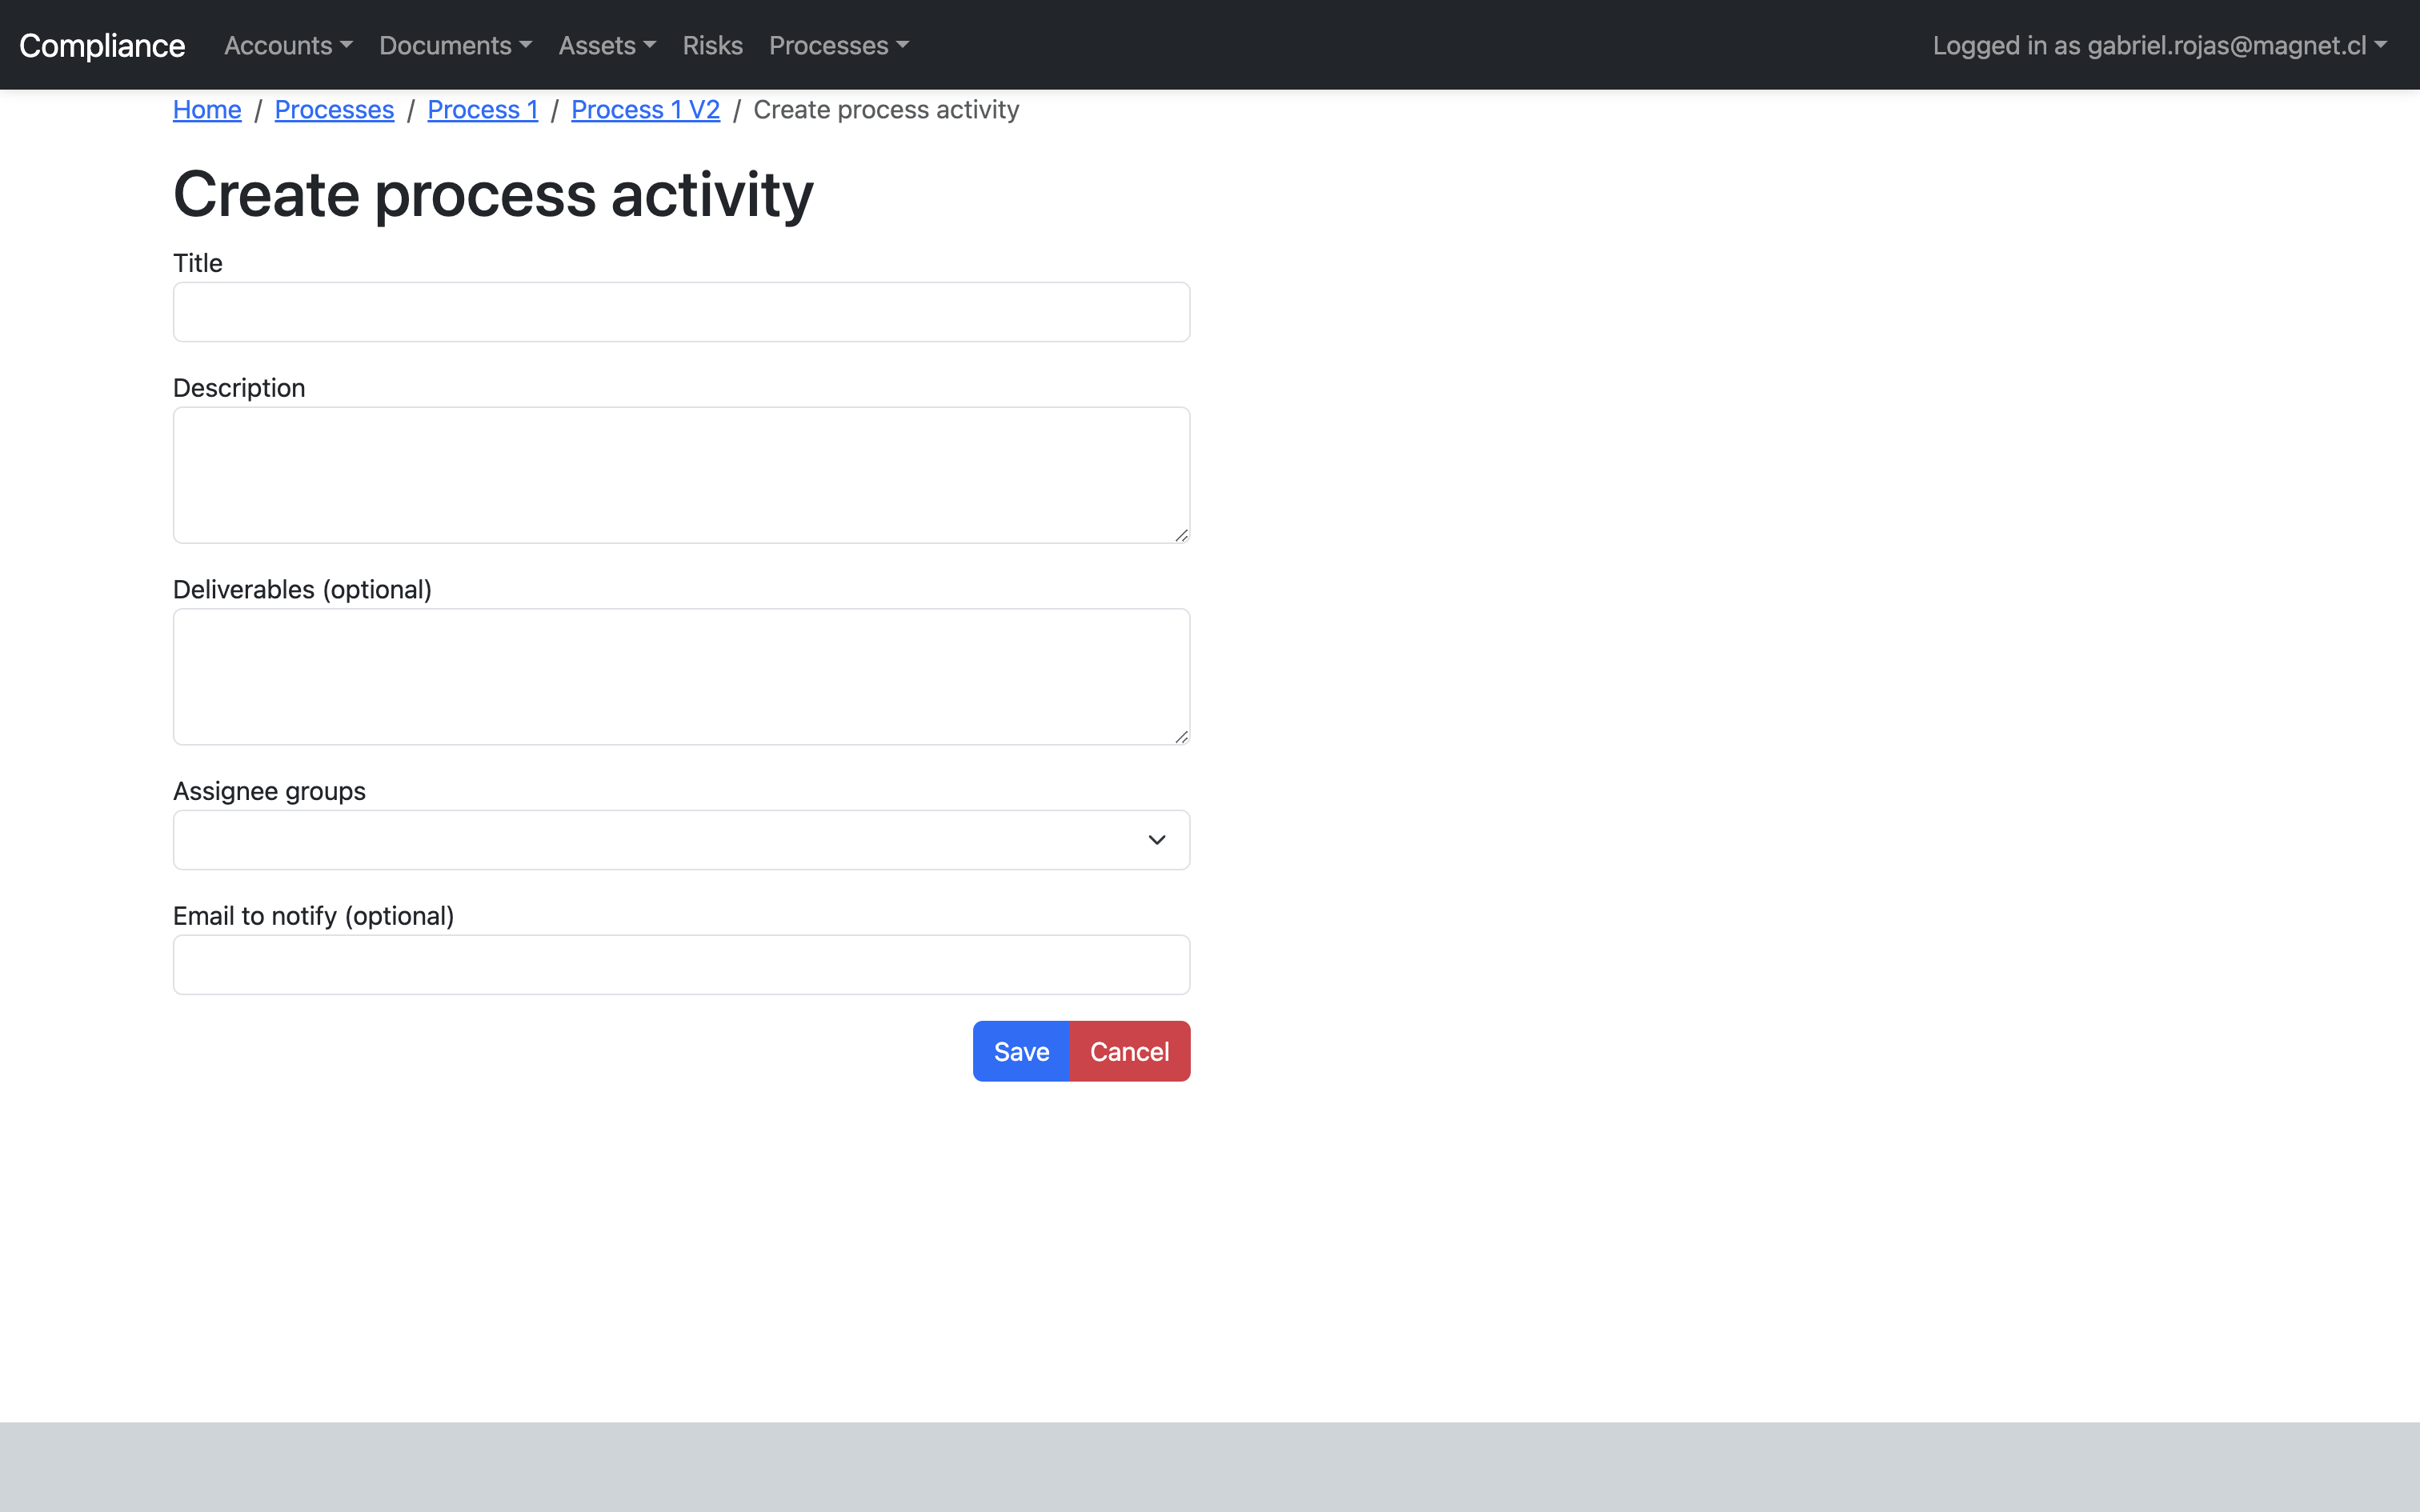 Compliance Accounts Documents Assets Risks Processes Logged in as gabriel.rojas@magnet.cl
Home / Processes / Process 1 / Process 1 V2 / Create process activity
Create process activity
Title
Description
Deliverables (optional)
Assignee groups
Email to notify (optional)
Save Cancel